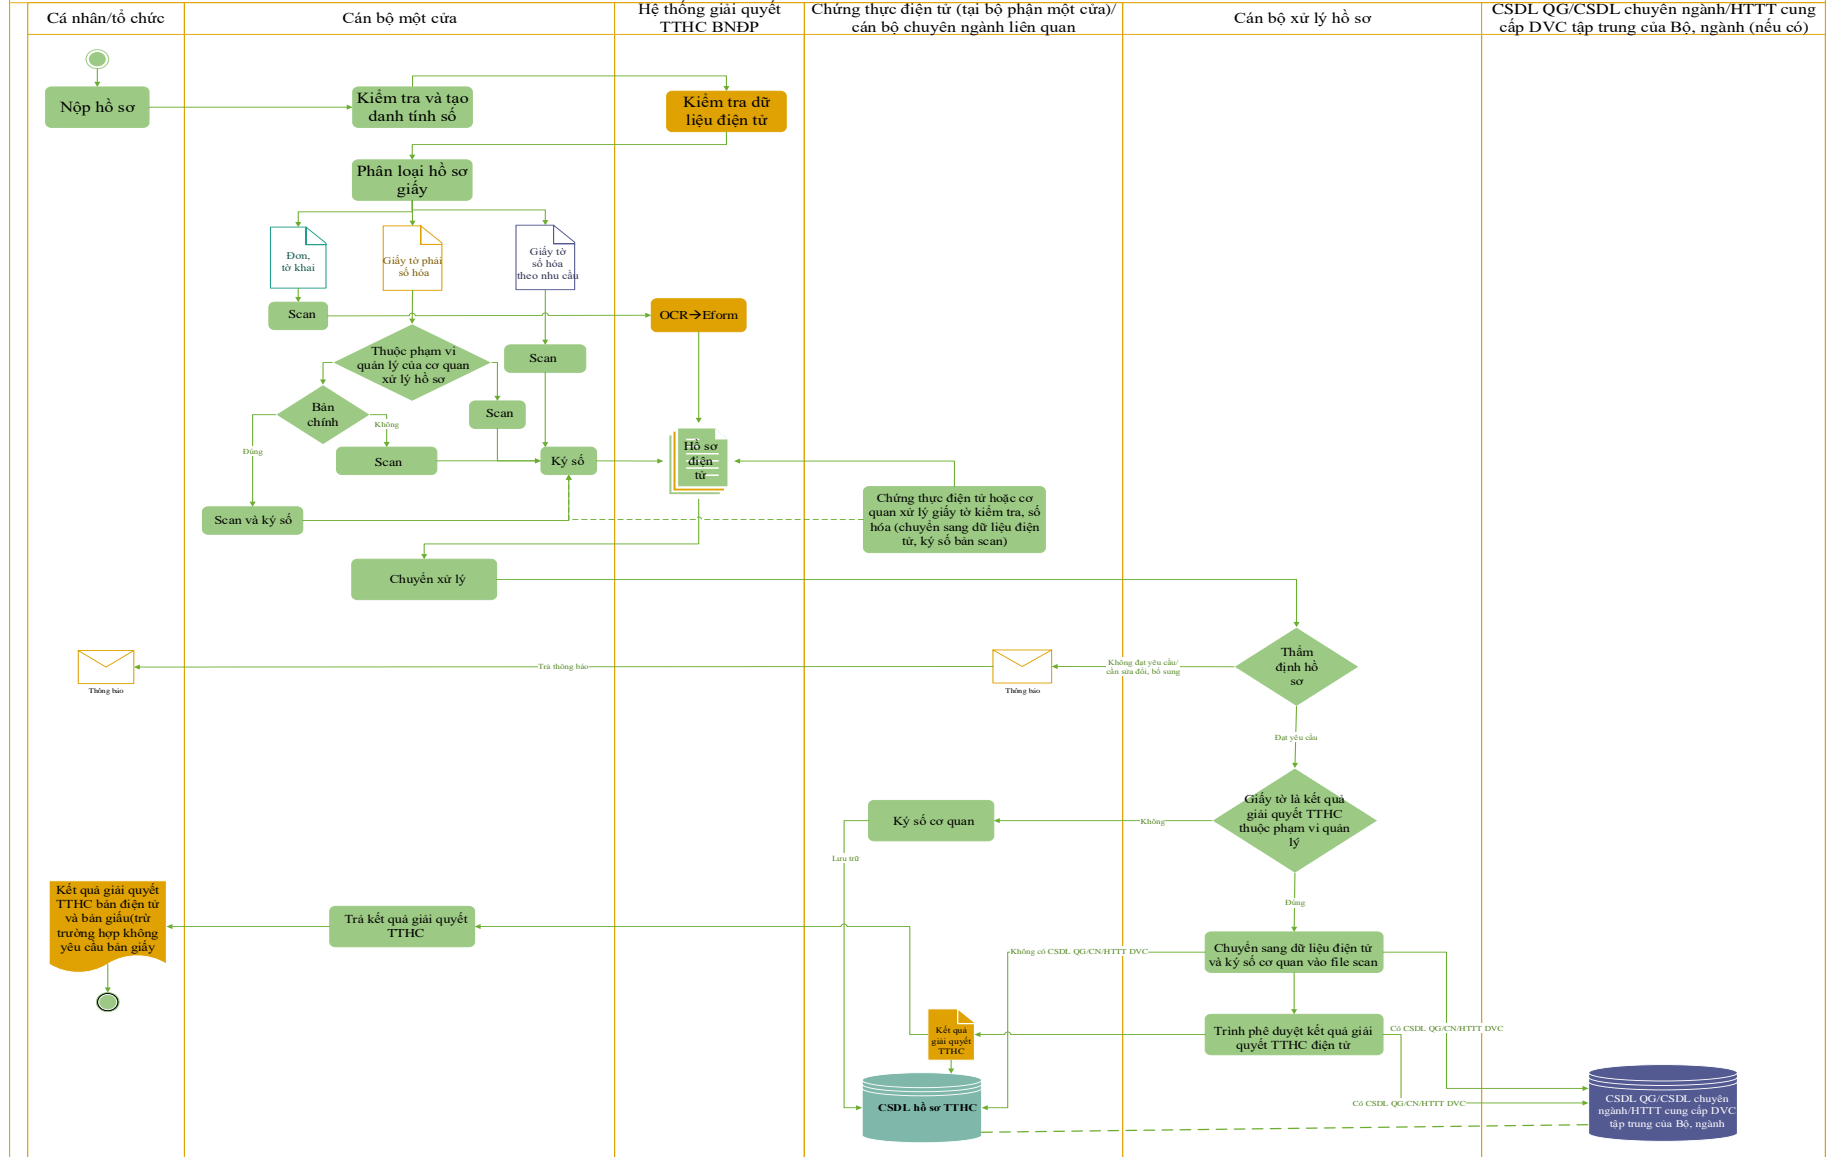 Cá nhân/tổ chức
Cán bộ một cửa
Hệ thống giải quyết
TTHC BNĐP
Chứng thực điện tử (tại bộ phận một cửa)/
cán bộ chuyên ngành liên quan
Cán bộ xử lý hồ sơ
CSDL QG/CSDL chuyên ngành/HTTT cung
cấp DVC tập trung của Bộ, ngành (nếu có)
Nộp hồ sơ
Kiểm tra và tạo
danh tính số
Kiểm tra dữ
liệu điện tử
Phân loại hồ sơ
giấy
Đơn,
tờ khai
Giấy tờ phải
số hóa
Giấy tờ
số hóa
theo nhu cầu
Scan
OCR→Eform
Thuộc phạm vi
quản lý của cơ quan
xử lý hồ sơ
Scan
Bản
chính
Không
Scan
Đúng
Scan
Ký số
Hồ sơ
điện
tử
Scan và ký số
Chứng thực điện tử hoặc cơ
quan xử lý giấy tờ kiểm tra, số
hóa (chuyển sang dữ liệu điện
tử, ký số bản scan)
Chuyển xử lý
Thẩm
định hồ
sơ
Không đạt yêu cầu/
cần sửa đổi, bổ sung
Thông báo
Trả thông báo
Thông báo
Đạt yêu cầu
Giấy tờ là kết quả
giải quyết TTHC
thuộc phạm vi quản
lý
Không
Ký số cơ quan
Lưu trữ
Đúng
Kết quả giải quyết
TTHC bản điện tử
và bản giấu(trừ
trường hợp không
yêu cầu bản giấy
Trả kết quả giải quyết
TTHC
Chuyển sang dữ liệu điện tử
và ký số cơ quan vào file scan
Không có CSDL QG/CN/HTTT DVC
Trình phê duyệt kết quả giải
quyết TTHC điện tử
Có CSDL QG/CN/HTTT DVC
Kết quả
giải quyết
TTHC
CSDL hồ sơ TTHC
Có CSDL QG/CN/HTTT DVC
CSDL QG/CSDL chuyên
ngành/HTTT cung cấp DVC
tập trung của Bộ, ngành